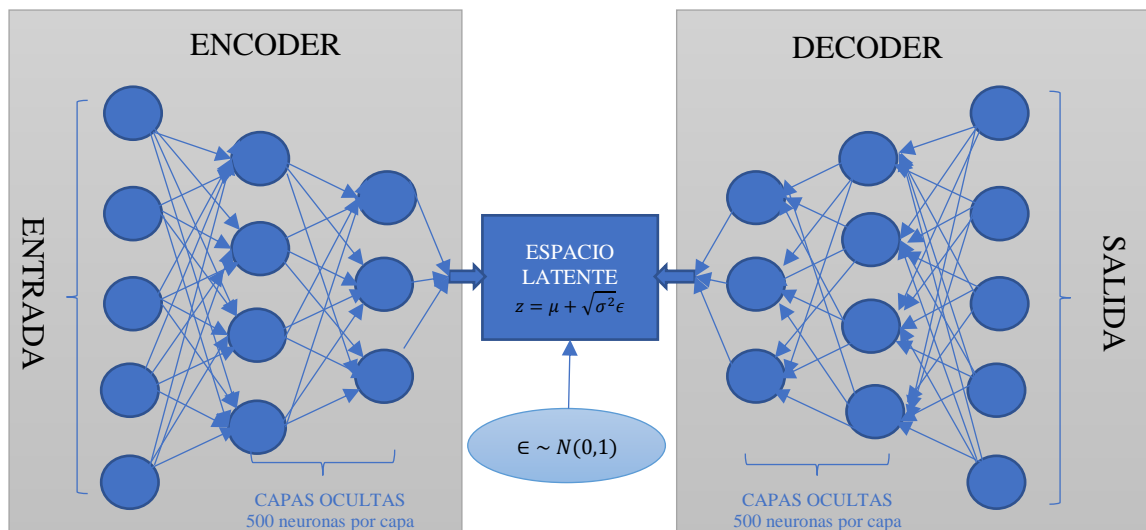 ENCODER
ENTRADA
CAPAS OCULTAS
500 neuronas por capa
ESPACIO
LATENTE
z = μ + √σ² ϵ
∈ ~ N(0,1)
DECODER
SALIDA
CAPAS OCULTAS
500 neuronas por capa